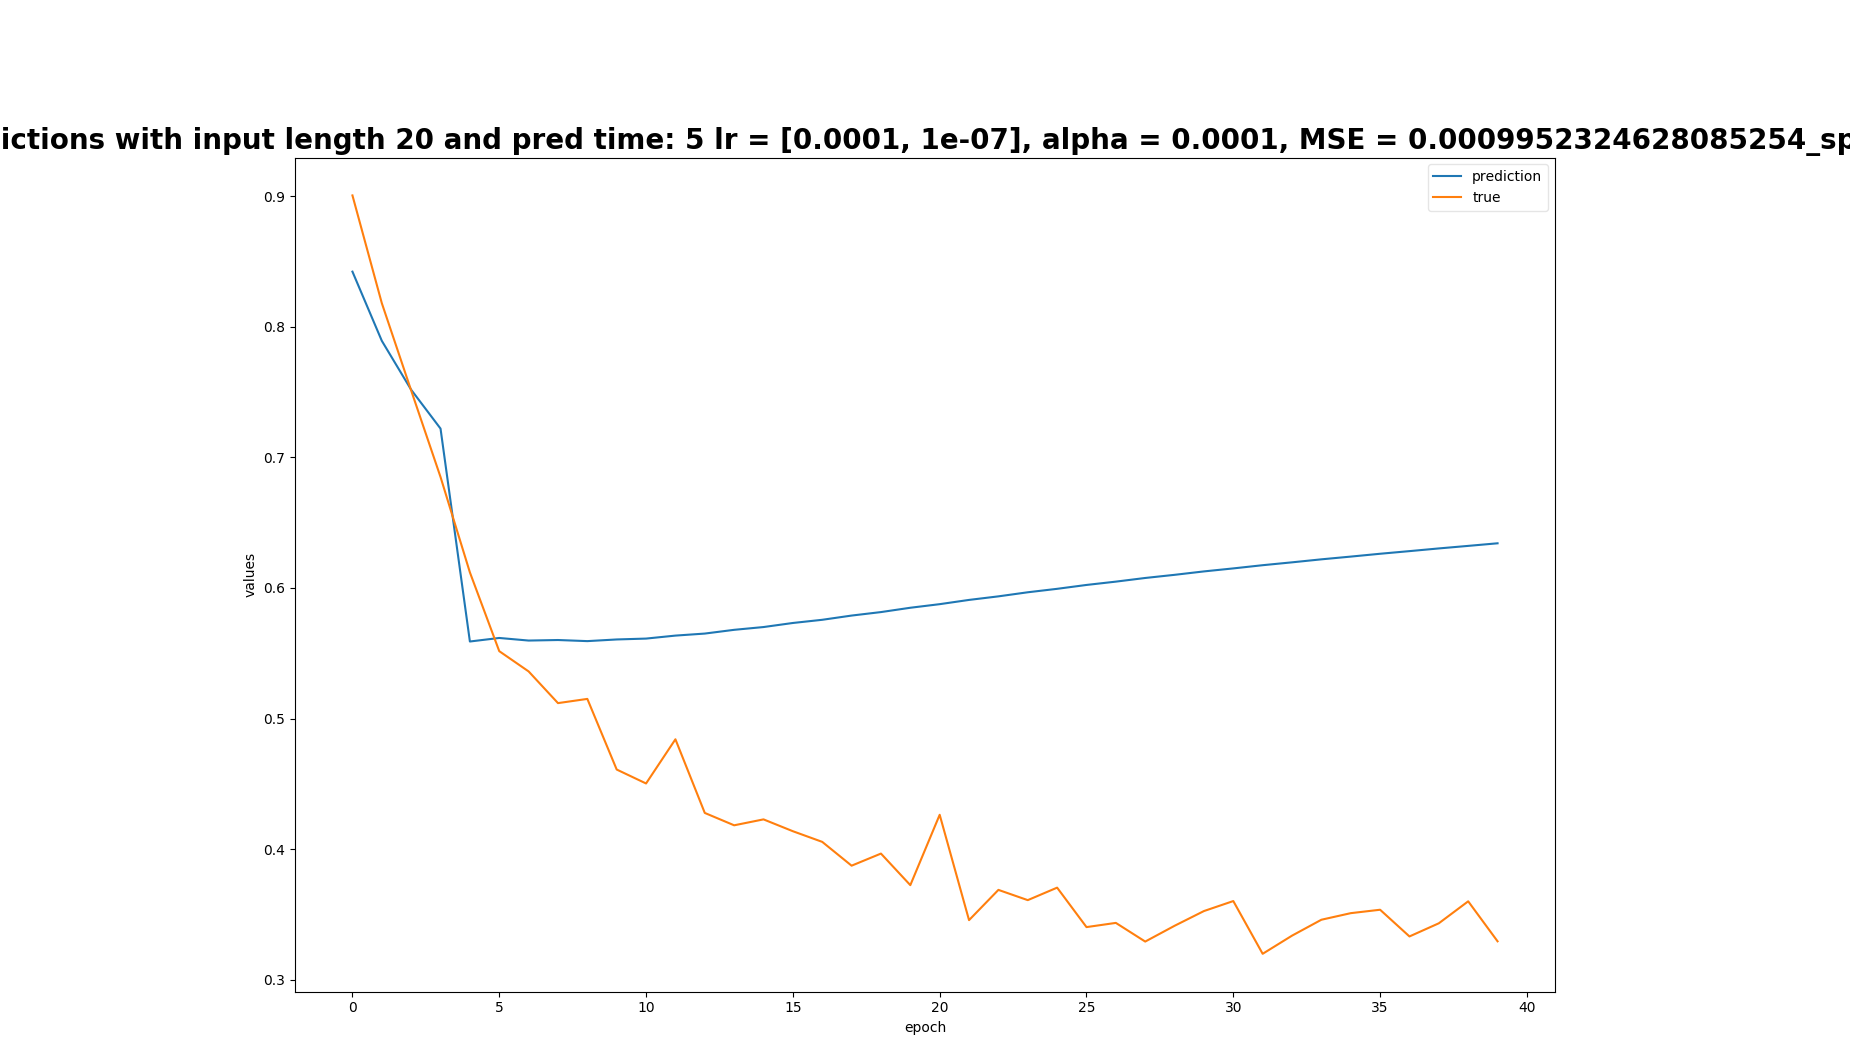 ictions with input length 20 and pred time: 5 lr = [0.0001, 1e-07], alpha = 0.0001, MSE = 0.0009952324628085254_sp
prediction
true
0.9
0.8
0.7
0.6
0.5
0.4
0.3
values
0 5 10 15 20 25 30 35 40
epoch